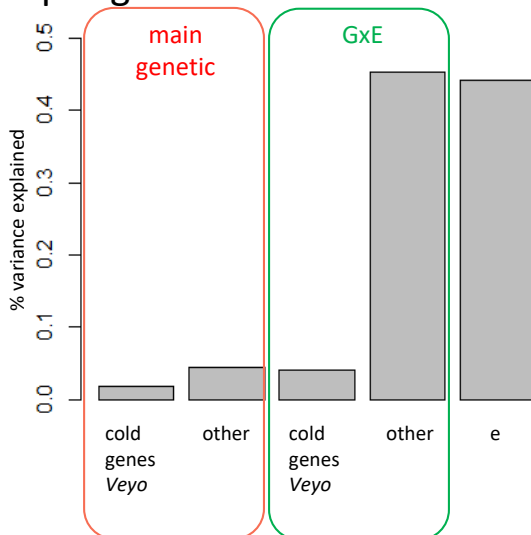 main
genetic
GxE
% variance explained
0.5
0.4
0.3
0.2
0.1
0.0
cold
genes
Veyo
other
cold
genes
Veyo
other
e